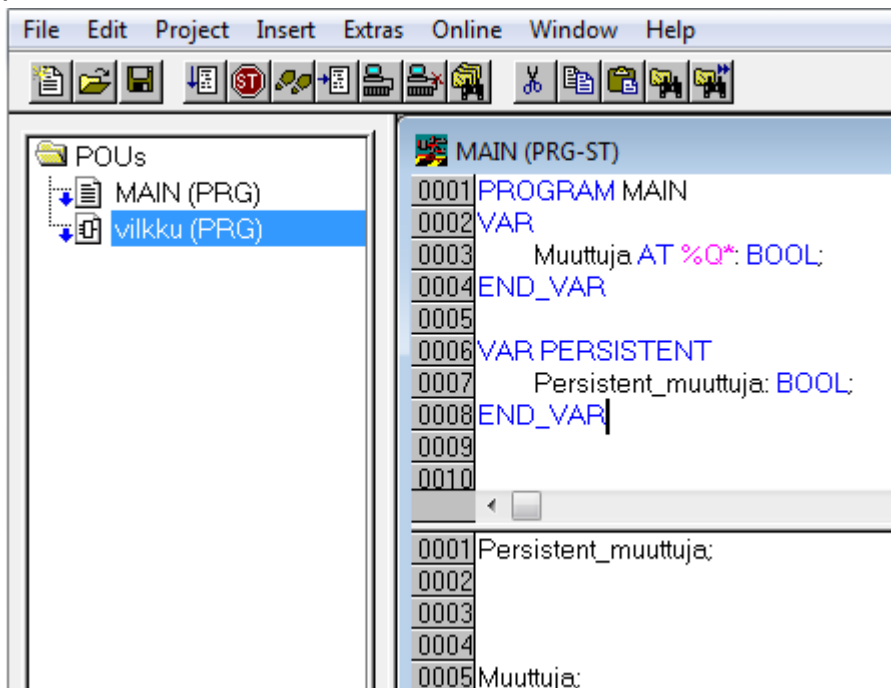 File Edit Project Insert Extras Online Window Help
ST
POUs
MAIN (PRG)
vilkku (PRG)
MAIN (PRG-ST)
0001 PROGRAM MAIN
0002 VAR
0003 Muuttuja AT %Q*: BOOL;
0004 END_VAR
0005
0006 VAR PERSISTENT
0007 Persistent_muuttuja: BOOL;
0008 END_VAR
0009
0010
0001 Persistent_muuttuja;
0002
0003
0004
0005 Muuttuja;